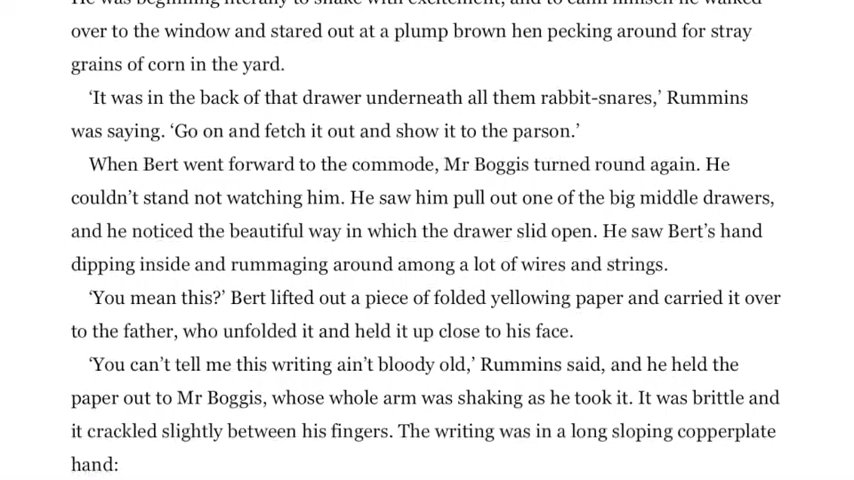 He was beginning literally to shake with excitement, and to calm himself he walked
over to the window and stared out at a plump brown hen pecking around for stray
grains of corn in the yard.
‘It was in the back of that drawer underneath all them rabbit-snares,’ Rummins
was saying. ‘Go on and fetch it out and show it to the parson.’
When Bert went forward to the commode, Mr Boggis turned round again. He
couldn’t stand not watching him. He saw him pull out one of the big middle drawers,
and he noticed the beautiful way in which the drawer slid open. He saw Bert’s hand
dipping inside and rummaging around among a lot of wires and strings.
‘You mean this?’ Bert lifted out a piece of folded yellowing paper and carried it over
to the father, who unfolded it and held it up close to his face.
‘You can’t tell me this writing ain’t bloody old,’ Rummins said, and he held the
paper out to Mr Boggis, whose whole arm was shaking as he took it. It was brittle and
it crackled slightly between his fingers. The writing was in a long sloping copperplate
hand: